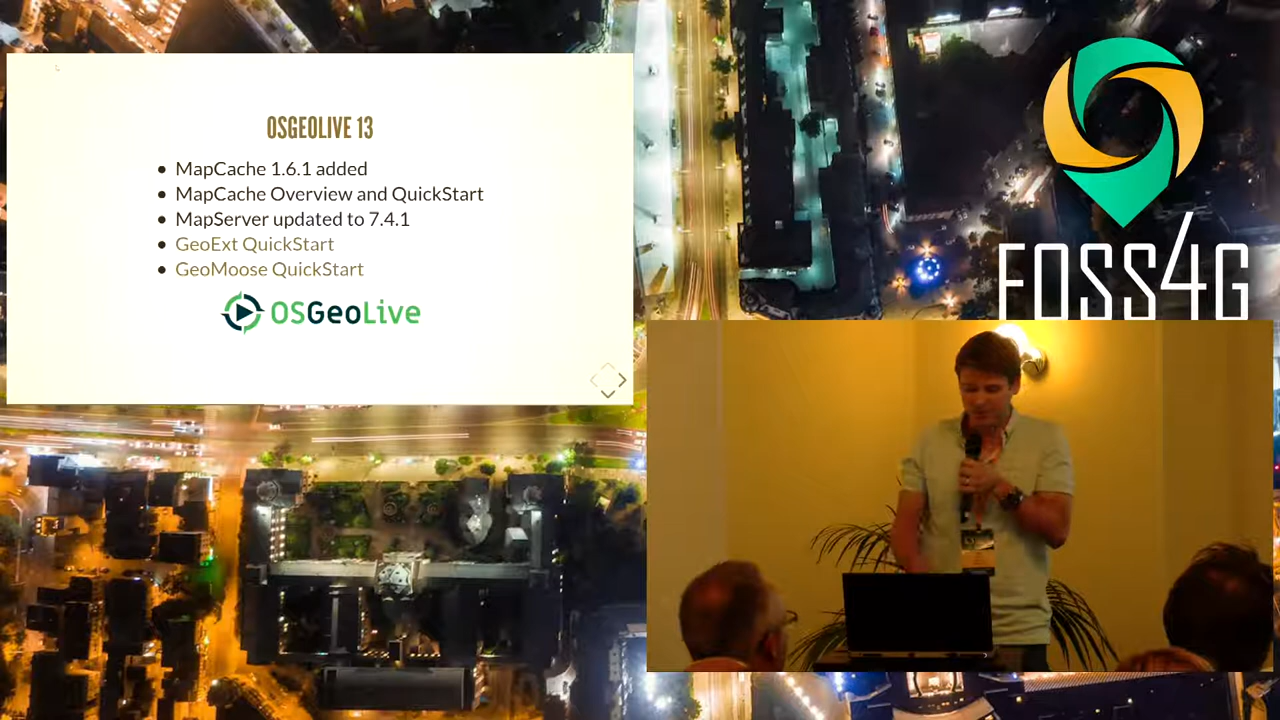 OSGEOLIVE 13
MapCache 1.6.1 added
MapCache Overview and QuickStart
MapServer updated to 7.4.1
GeoExt QuickStart
GeoMoose QuickStart
OSGeoLive
FOSS4G